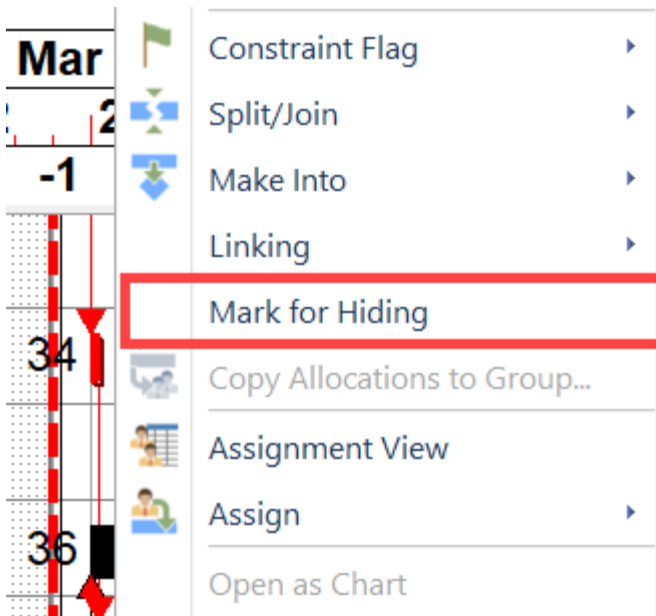 Mar
2
-1
34
36
Constraint Flag
Split/Join
Make Into
Linking
Mark for Hiding
Copy Allocations to Group...
Assignment View
Assign
Open as Chart